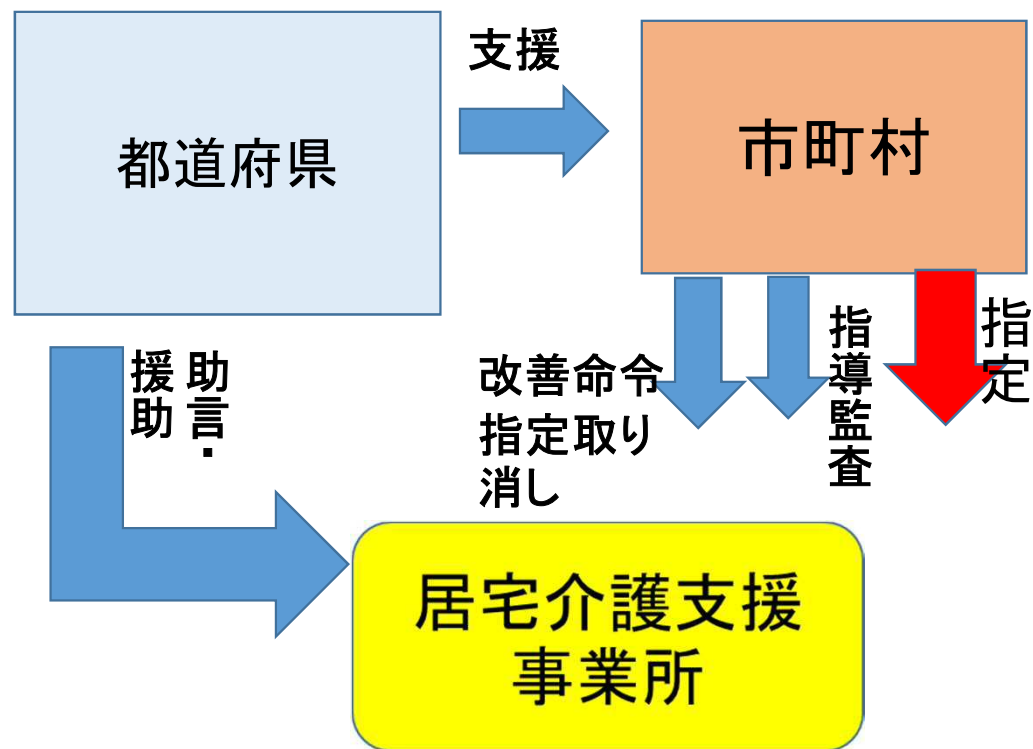 支援
都道府県
市町村
助言・
援助
改善命令
指定取り
消し
指導監査
指定
居宅介護支援
事業所